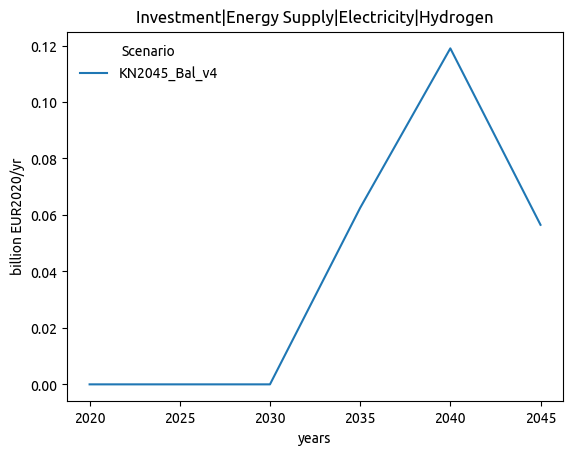 Investment|Energy Supply|Electricity|Hydrogen
Scenario
KN2045_Bal_v4
billion EUR2020/yr
0.12
0.10
0.08
0.06
0.04
0.02
0.00
2020 2025 2030 2035 2040 2045
years